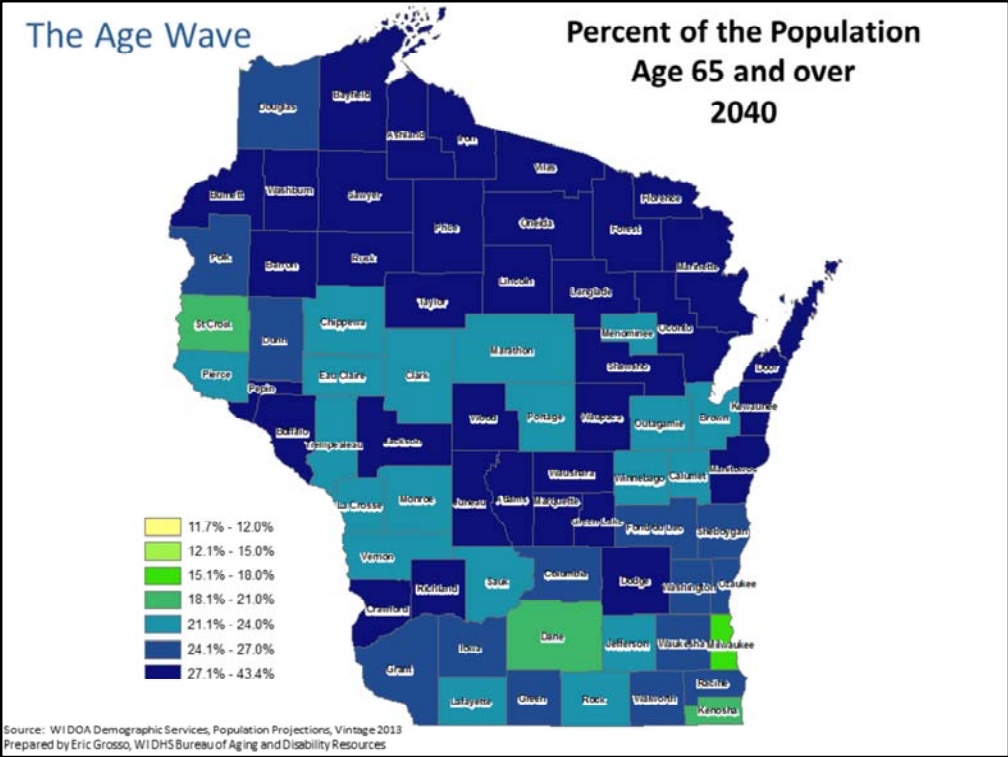 The Age Wave
Percent of the Population
Age 65 and over
2040
Douglas
Bayfield
Ashland
Iron
Vilas
Burnett
Washburn
Sawyer
Price
Oneida
Forest
Florence
Marinette
Polk
Barron
Rusk
Taylor
Lincoln
Langlade
Oconto
St Croix
Dunn
Chippewa
Marathon
Menominee
Shawano
Door
Pierce
Pepin
Eau Claire
Clark
Buffalo
Trempealeau
Jackson
Wood
Portage
Waupaca
Outagamie
Brown
Kewaunee
La Crosse
Monroe
Juneau
Adams
Waushara
Marquette
Green Lake
Winnebago
Calumet
Manitowoc
Fond du Lac
Sheboygan
Vernon
Crawford
Richland
Sauk
Columbia
Dodge
Washington
Ozaukee
Grant
Iowa
Dane
Jefferson
Waukesha
Milwaukee
Lafayette
Green
Rock
Walworth
Racine
Kenosha
11.7% - 12.0%
12.1% - 15.0%
15.1% - 18.0%
18.1% - 21.0%
21.1% - 24.0%
24.1% - 27.0%
27.1% - 43.4%
Source: WI DOA Demographic Services, Population Projections, Vintage 2013
Prepared by Eric Grosso, WI DHS Bureau of Aging and Disability Resources